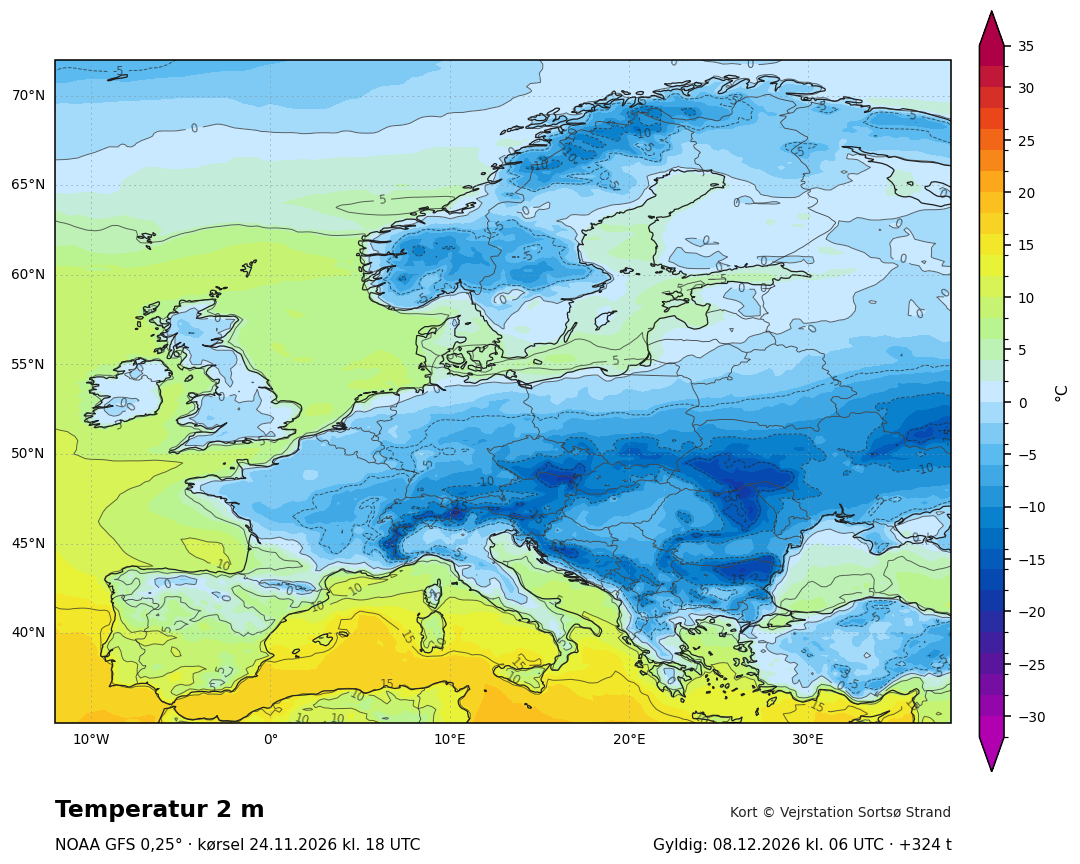 70°N
65°N
60°N
55°N
50°N
45°N
40°N
10°W
0°
10°E
20°E
30°E
35
30
25
20
15
10
5
0
−5
−10
−15
−20
−25
−30
°C
Temperatur 2 m
Kort © Vejrstation Sortsø Strand
NOAA GFS 0,25° · kørsel 24.11.2026 kl. 18 UTC
Gyldig: 08.12.2026 kl. 06 UTC · +324 t